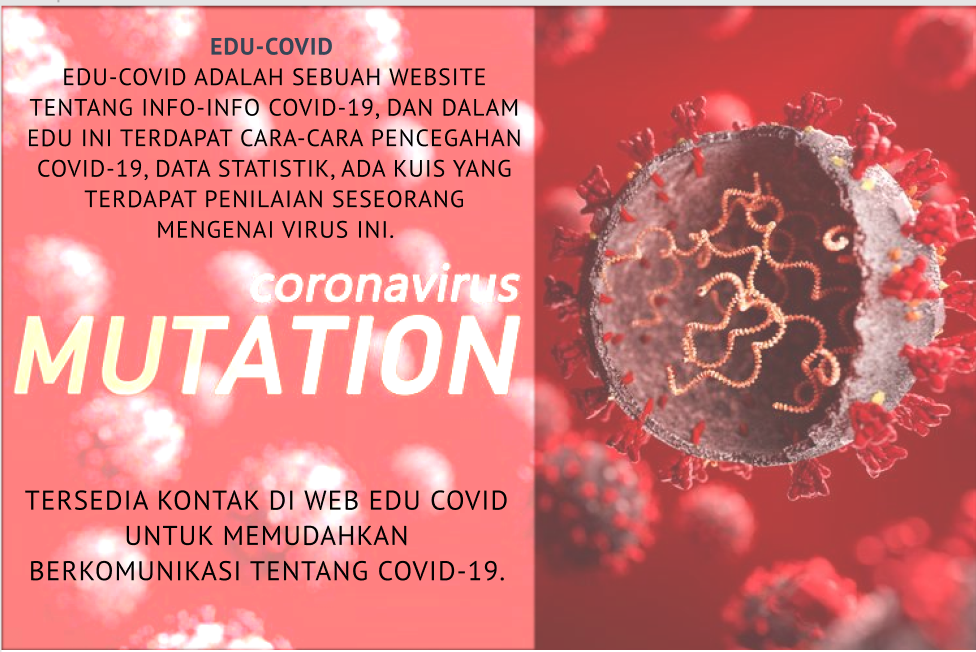 EDU-COVID
EDU-COVID ADALAH SEBUAH WEBSITE
TENTANG INFO-INFO COVID-19, DAN DALAM
EDU INI TERDAPAT CARA-CARA PENCEGAHAN
COVID-19, DATA STATISTIK, ADA KUIS YANG
TERDAPAT PENILAIAN SESEORANG
MENGENAI VIRUS INI.
coronavirus
MUTATION
TERSEDIA KONTAK DI WEB EDU COVID
UNTUK MEMUDAHKAN
BERKOMUNIKASI TENTANG COVID-19.